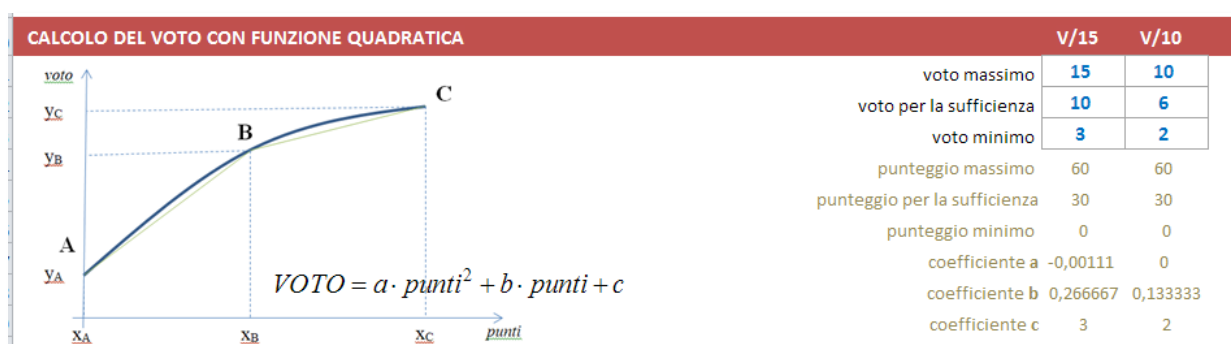 CALCOLO DEL VOTO CON FUNZIONE QUADRATICA V/15 V/10
voto massimo 15 10
voto per la sufficienza 10 6
voto minimo 3 2
punteggio massimo 60 60
punteggio per la sufficienza 30 30
punteggio minimo 0 0
coefficiente a -0,00111 0
coefficiente b 0,266667 0,133333
coefficiente c 3 2
voto
yC
C
B
yB
A
yA
VOTO = a · punti² + b · punti + c
xA xB xC punti